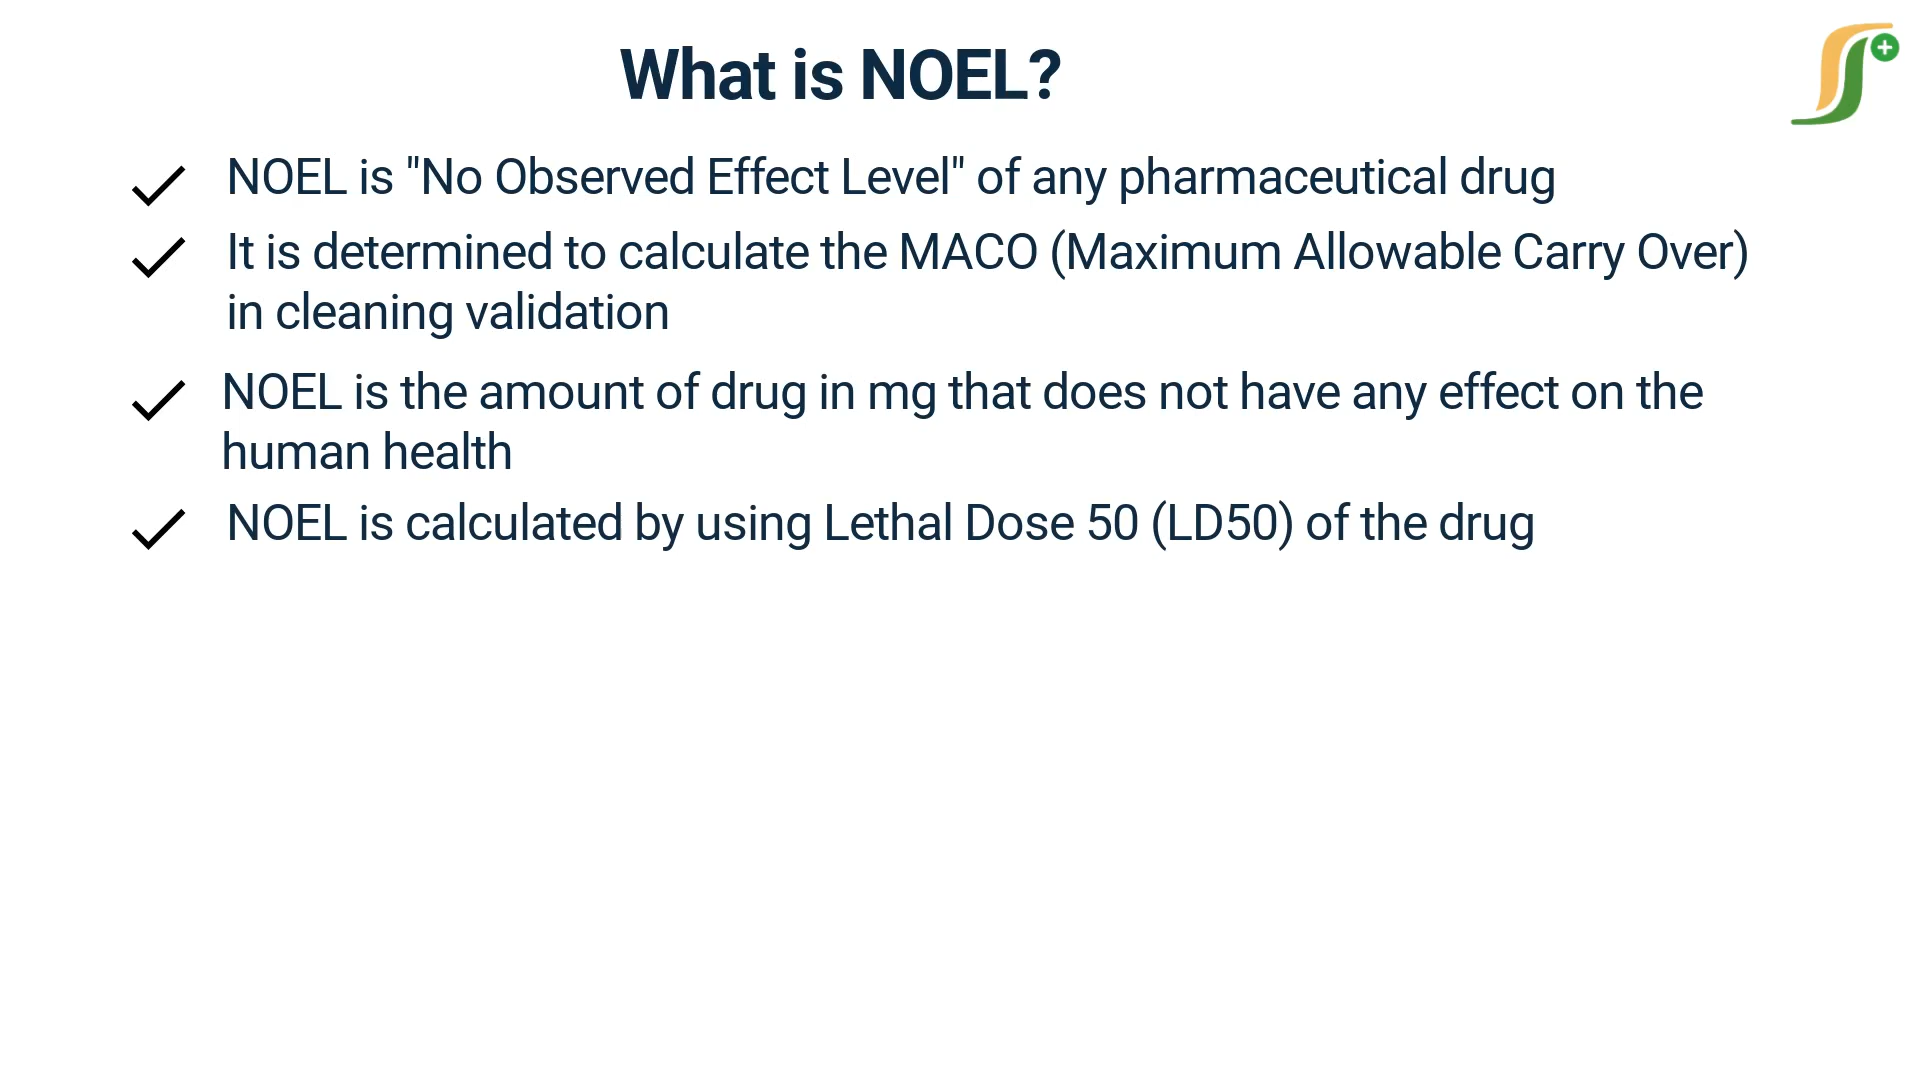 What is NOEL?
NOEL is "No Observed Effect Level" of any pharmaceutical drug
It is determined to calculate the MACO (Maximum Allowable Carry Over)
in cleaning validation
NOEL is the amount of drug in mg that does not have any effect on the
human health
NOEL is calculated by using Lethal Dose 50 (LD50) of the drug